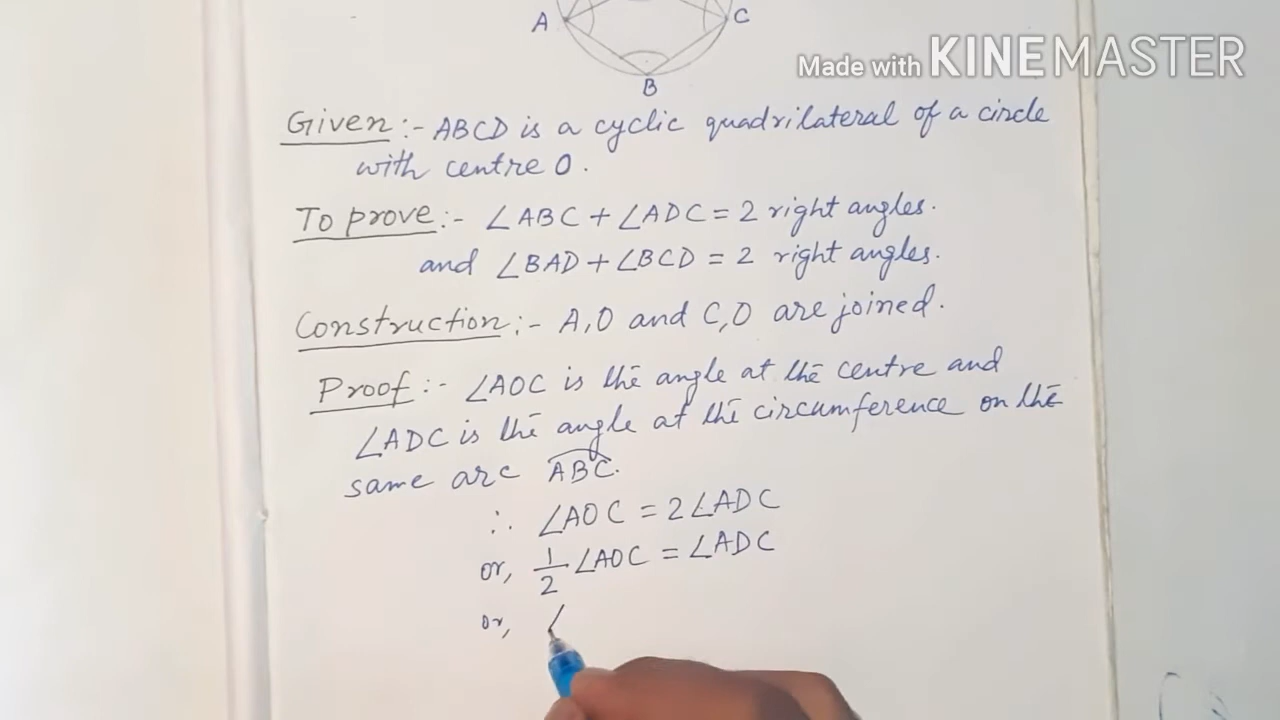 A
C
B
Made with KINEMASTER
Given:- ABCD is a cyclic quadrilateral of a circle
with centre O.
To prove:- ∠ABC + ∠ADC = 2 right angles.
and ∠BAD + ∠BCD = 2 right angles.
Construction:- A,O and C,O are joined.
Proof:- ∠AOC is the angle at the centre and
∠ADC is the angle at the circumference on the
same arc ABC.
∴ ∠AOC = 2∠ADC
or, 1/2 ∠AOC = ∠ADC
or, ∠